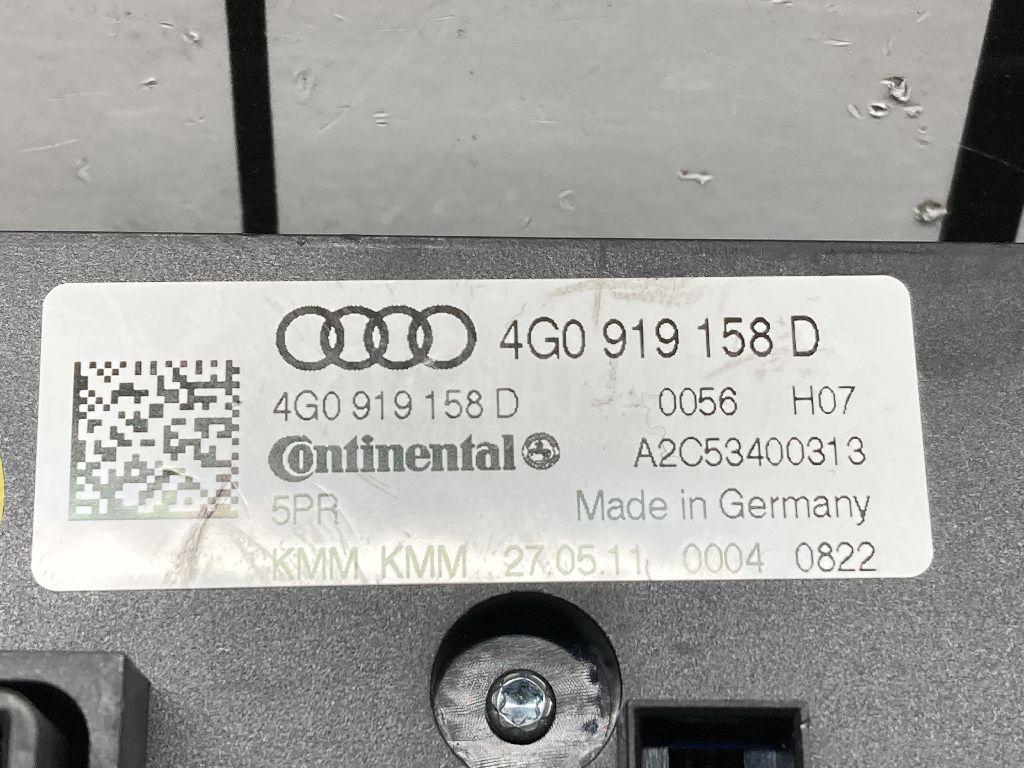 4G0 919 158 D
4G0 919 158 D 0056 H07
Continental A2C53400313
5PR Made in Germany
KMM KMM 27.05.11 0004 0822